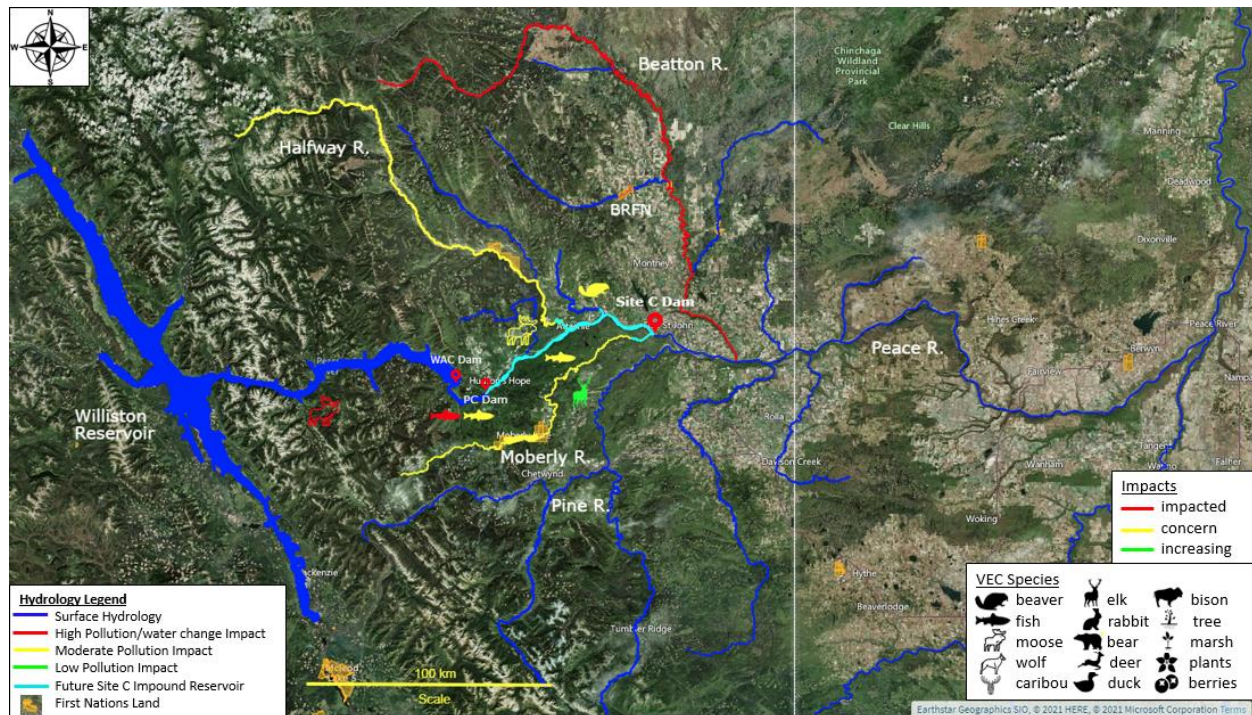 N
W E
S
Beatton R.
Chinchaga
Wildland
Provincial
Park
Clear Hills
Manning
Deadwood
Halfway R.
BRFN
Dixonville
Montney
Site C Dam
St John
Hines Creek
Peace River
WAC Dam
Peace R.
Berwyn
Fairview
Hope
PC Dam
Williston
Reservoir
Rolla
Moberly R.
Chetwynd
Dawson Creek
Wanham
Pine R.
Woking
Hythe
Beaverlodge
Tumbler Ridge
100 km
Scale
Hydrology Legend
Surface Hydrology
High Pollution/water change Impact
Moderate Pollution Impact
Low Pollution Impact
Future Site C Impound Reservoir
First Nations Land
Impacts
impacted
concern
increasing
VEC Species
beaver elk bison
fish rabbit tree
moose bear marsh
wolf deer plants
caribou duck berries
Earthstar Geographics SIO, © 2021 HERE, © 2021 Microsoft Corporation Terms